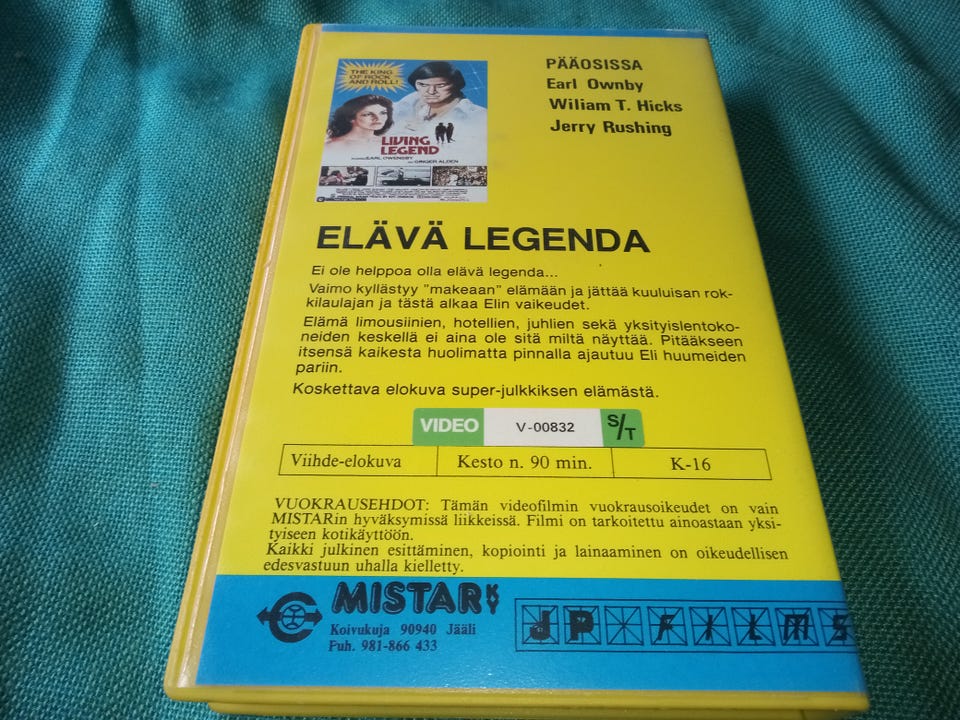 THE KING
OF ROCK
AND ROLL!
LIVING
LEGEND
EARL OWENSBY
GINGER ALDEN
PÄÄOSISSA
Earl Ownby
Wiliam T. Hicks
Jerry Rushing
ELÄVÄ LEGENDA
Ei ole helppoa olla elävä legenda...
Vaimo kyllästyy "makeaan" elämään ja jättää kuuluisan rok-
kilaulajan ja tästä alkaa Elin vaikeudet.
Elämä limousiinien, hotellien, juhlien sekä yksityislentoko-
neiden keskellä ei aina ole sitä miltä näyttää. Pitääkseen
itsensä kaikesta huolimatta pinnalla ajautuu Eli huumeiden
pariin.
Koskettava elokuva super-julkkiksen elämästä.
VIDEO V-00832 S/T
Viihde-elokuva Kesto n. 90 min. K-16
VUOKRAUSEHDOT: Tämän videofilmin vuokrausoikeudet on vain
MISTARin hyväksymissä liikkeissä. Filmi on tarkoitettu ainoastaan yksi-
tyiseen kotikäyttöön.
Kaikki julkinen esittäminen, kopiointi ja lainaaminen on oikeudellisen
edesvastuun uhalla kielletty.
MISTAR KY
Koivukuja 90940 Jääli
Puh. 981-866 433
JP FILMS